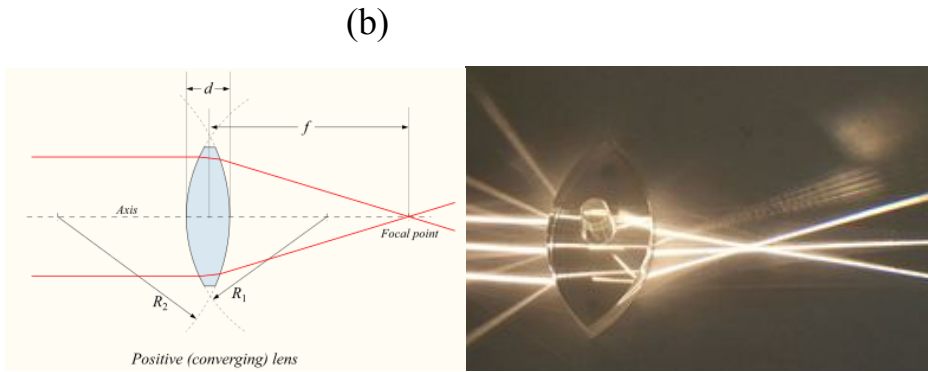 (b)
d
f
Axis
Focal point
R2
R1
Positive (converging) lens